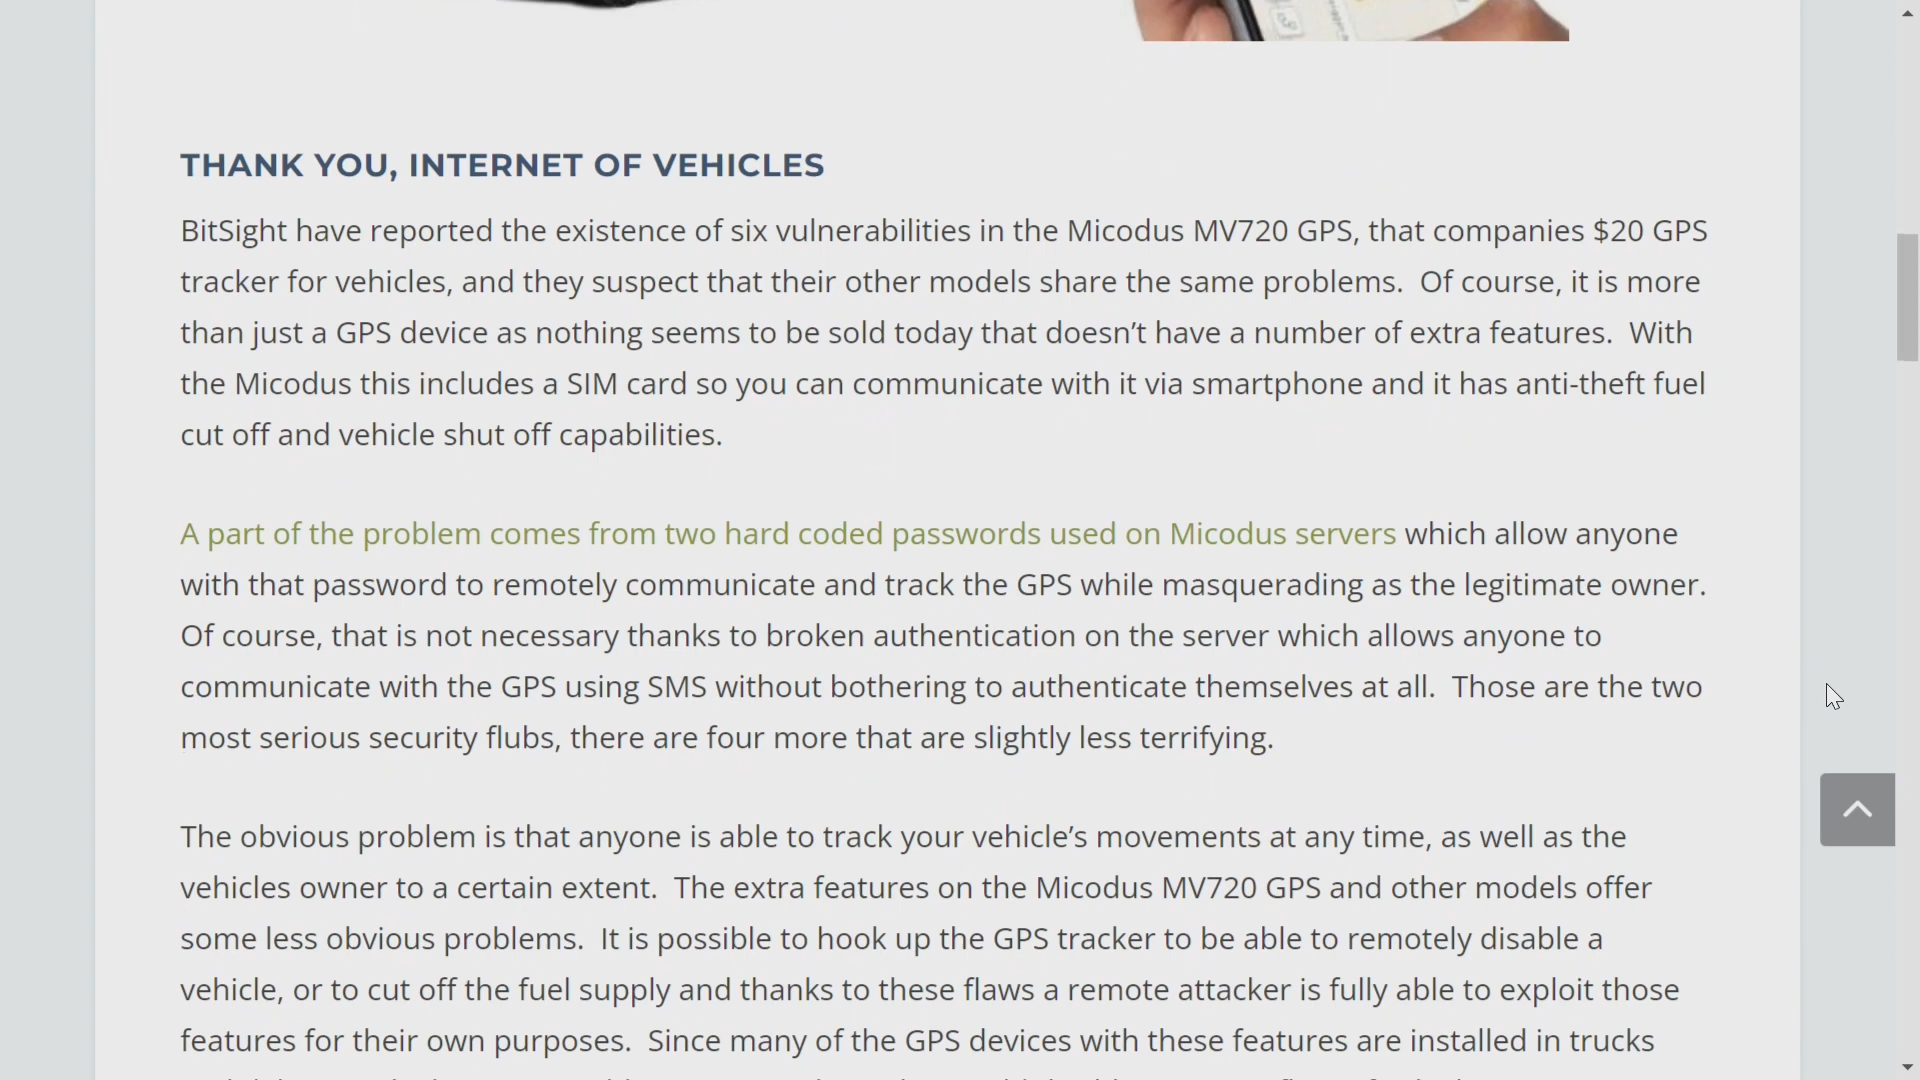 THANK YOU, INTERNET OF VEHICLES
BitSight have reported the existence of six vulnerabilities in the Micodus MV720 GPS, that companies $20 GPS
tracker for vehicles, and they suspect that their other models share the same problems.  Of course, it is more
than just a GPS device as nothing seems to be sold today that doesn’t have a number of extra features.  With
the Micodus this includes a SIM card so you can communicate with it via smartphone and it has anti-theft fuel
cut off and vehicle shut off capabilities.
A part of the problem comes from two hard coded passwords used on Micodus servers which allow anyone
with that password to remotely communicate and track the GPS while masquerading as the legitimate owner.
Of course, that is not necessary thanks to broken authentication on the server which allows anyone to
communicate with the GPS using SMS without bothering to authenticate themselves at all.  Those are the two
most serious security flubs, there are four more that are slightly less terrifying.
The obvious problem is that anyone is able to track your vehicle’s movements at any time, as well as the
vehicles owner to a certain extent.  The extra features on the Micodus MV720 GPS and other models offer
some less obvious problems.  It is possible to hook up the GPS tracker to be able to remotely disable a
vehicle, or to cut off the fuel supply and thanks to these flaws a remote attacker is fully able to exploit those
features for their own purposes.  Since many of the GPS devices with these features are installed in trucks